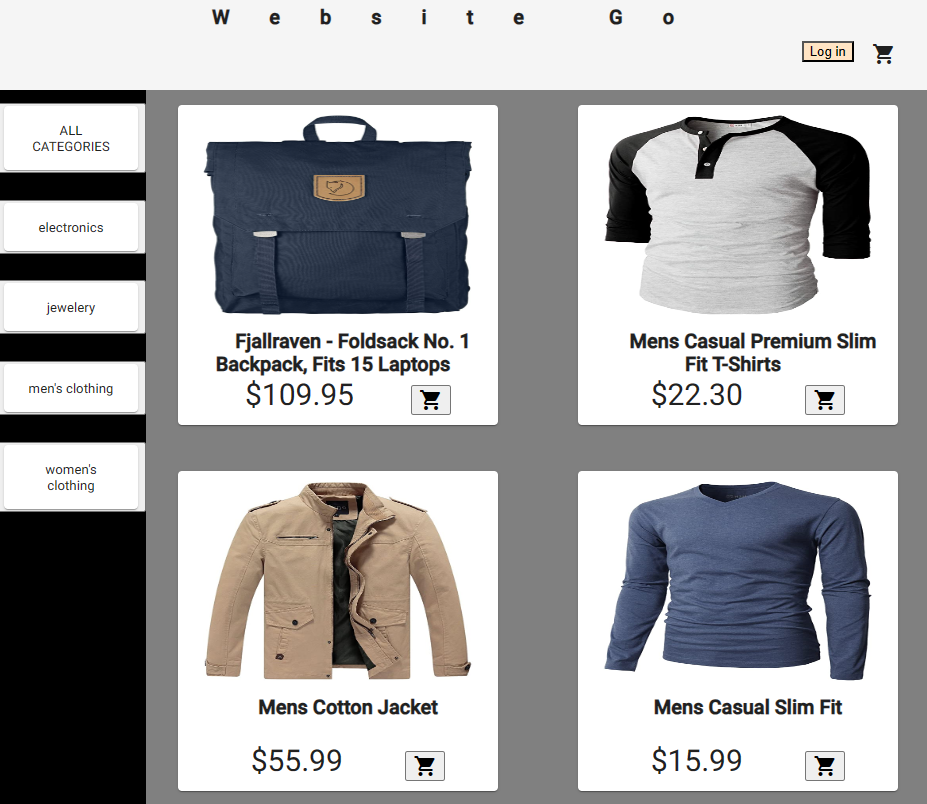 Website Go
Log in
ALL
CATEGORIES
electronics
jewelery
men's clothing
women's
clothing
Fjallraven - Foldsack No. 1
Backpack, Fits 15 Laptops
$109.95
Mens Casual Premium Slim
Fit T-Shirts
$22.30
Mens Cotton Jacket
$55.99
Mens Casual Slim Fit
$15.99